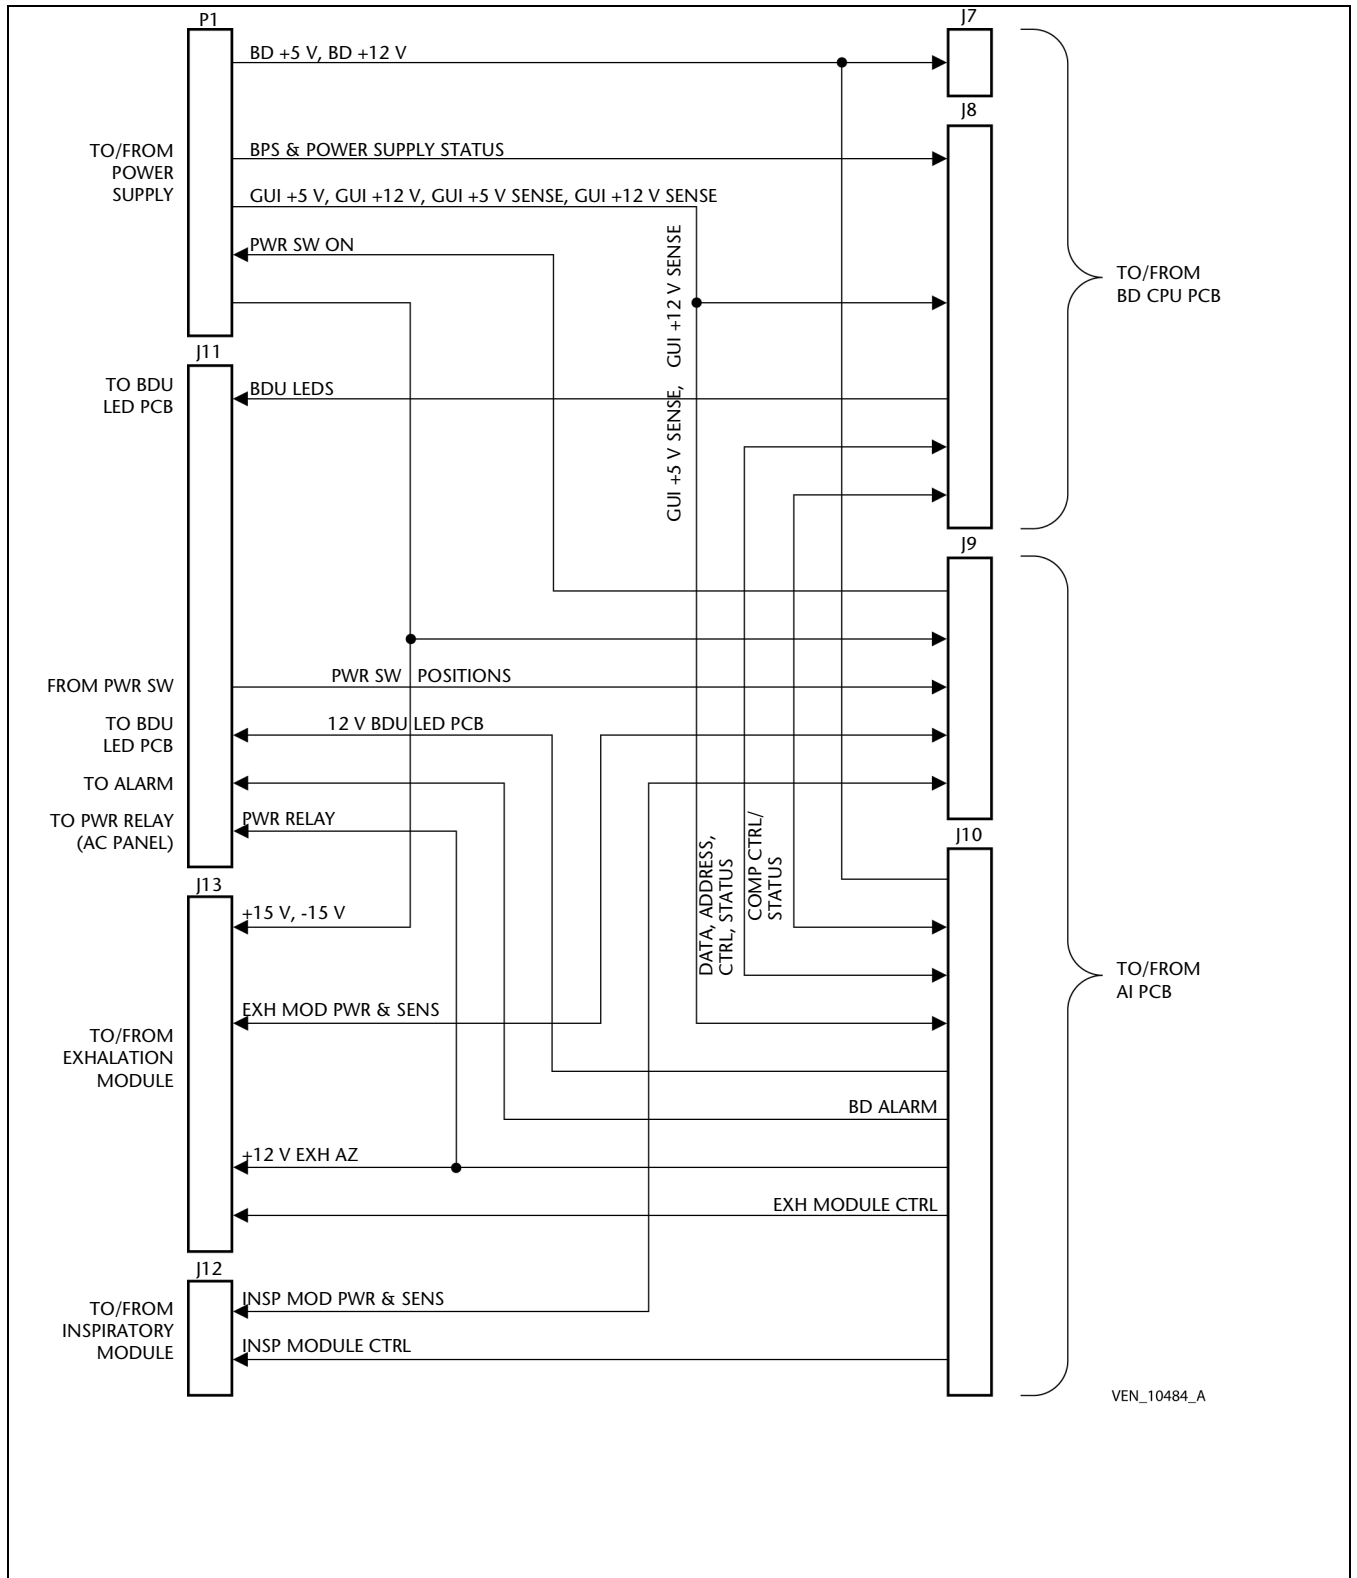 P1
J7
BD +5 V, BD +12 V
J8
TO/FROM
POWER
SUPPLY
BPS & POWER SUPPLY STATUS
GUI +5 V, GUI +12 V, GUI +5 V SENSE, GUI +12 V SENSE
PWR SW ON
GUI +5 V SENSE, GUI +12 V SENSE
TO/FROM
BD CPU PCB
J11
TO BDU
LED PCB
BDU LEDS
J9
FROM PWR SW
PWR SW POSITIONS
TO BDU
LED PCB
12 V BDU LED PCB
TO ALARM
TO PWR RELAY
(AC PANEL)
PWR RELAY
J10
DATA, ADDRESS,
CTRL, STATUS
COMP CTRL/
STATUS
J13
+15 V, -15 V
TO/FROM
AI PCB
EXH MOD PWR & SENS
TO/FROM
EXHALATION
MODULE
BD ALARM
+12 V EXH AZ
EXH MODULE CTRL
J12
TO/FROM
INSPIRATORY
MODULE
INSP MOD PWR & SENS
INSP MODULE CTRL
VEN_10484_A